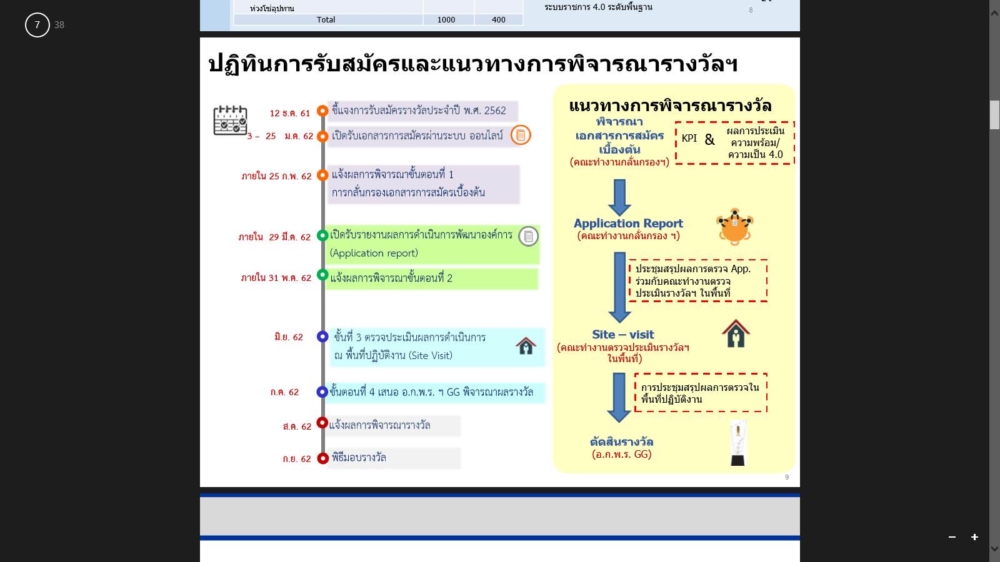 7 38
ห่วงโซ่อุปทาน
Total 1000 400
ระบบราชการ 4.0 ระดับพื้นฐาน
8
ปฏิทินการรับสมัครและแนวทางการพิจารณารางวัลฯ
12 ธ.ค. 61 ชี้แจงการรับสมัครรางวัลประจำปี พ.ศ. 2562
3 – 25 ม.ค. 62 เปิดรับเอกสารการสมัครผ่านระบบ ออนไลน์
ภายใน 25 ก.พ. 62 แจ้งผลการพิจารณาขั้นตอนที่ 1
การกลั่นกรองเอกสารการสมัครเบื้องต้น
ภายใน 29 มี.ค. 62 เปิดรับรายงานผลการดำเนินการพัฒนาองค์การ
(Application report)
ภายใน 31 พ.ค. 62 แจ้งผลการพิจารณาขั้นตอนที่ 2
มิ.ย. 62 ขั้นที่ 3 ตรวจประเมินผลการดำเนินการ
ณ พื้นที่ปฏิบัติงาน (Site Visit)
ก.ค. 62 ขั้นตอนที่ 4 เสนอ อ.ก.พ.ร. ฯ GG พิจารณาผลรางวัล
ส.ค. 62 แจ้งผลการพิจารณารางวัล
ก.ย. 62 พิธีมอบรางวัล
แนวทางการพิจารณารางวัล
พิจารณา
เอกสารการสมัคร
เบื้องต้น
(คณะทำงานกลั่นกรองฯ)
KPI & ผลการประเมิน
ความพร้อม/
ความเป็น 4.0
Application Report
(คณะทำงานกลั่นกรอง ฯ)
ประชุมสรุปผลการตรวจ App.
ร่วมกับคณะทำงานตรวจ
ประเมินรางวัลฯ ในพื้นที่
Site – visit
(คณะทำงานตรวจประเมินรางวัลฯ
ในพื้นที่)
การประชุมสรุปผลการตรวจใน
พื้นที่ปฏิบัติงาน
ตัดสินรางวัล
(อ.ก.พ.ร. GG)
9